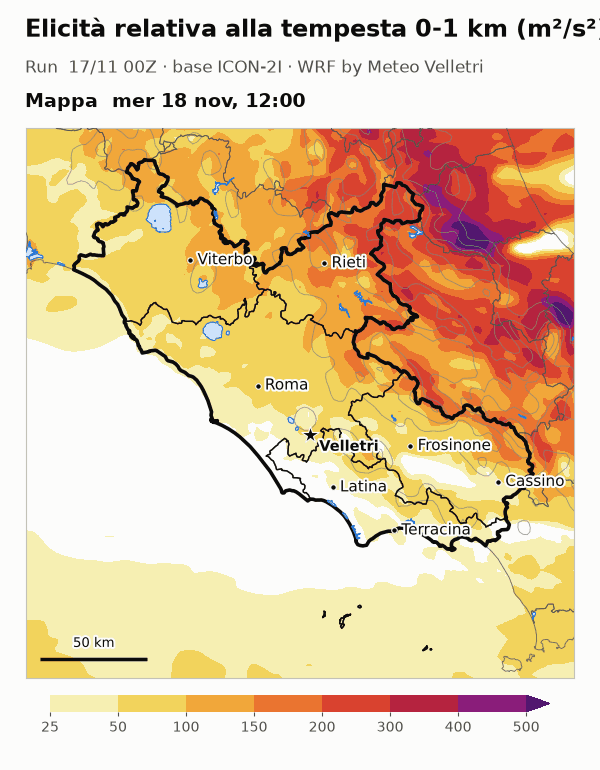 Elicità relativa alla tempesta 0-1 km (m²/s²)
Run 17/11 00Z · base ICON-2I · WRF by Meteo Velletri
Mappa mer 18 nov, 12:00
Viterbo
Rieti
Roma
Velletri
Frosinone
Latina
Cassino
Terracina
50 km
25 50 100 150 200 300 400 500